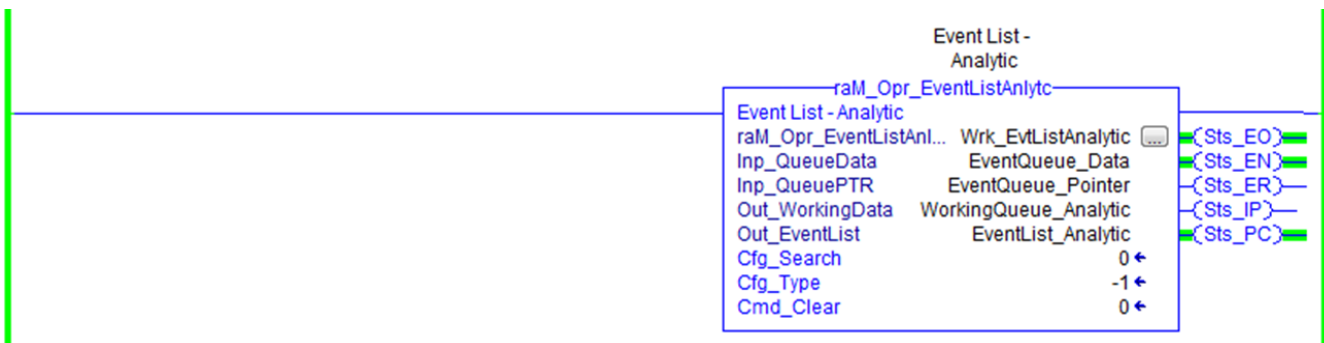 Event List -
Analytic
raM_Opr_EventListAnlytc
Event List - Analytic
raM_Opr_EventListAnl... Wrk_EvtListAnalytic ... Sts_EO
Inp_QueueData EventQueue_Data Sts_EN
Inp_QueuePTR EventQueue_Pointer Sts_ER
Out_WorkingData WorkingQueue_Analytic Sts_IP
Out_EventList EventList_Analytic Sts_PC
Cfg_Search 0
Cfg_Type -1
Cmd_Clear 0